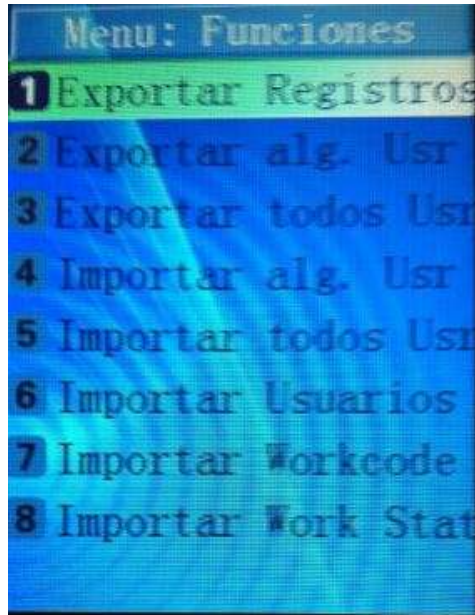 Menu: Funciones
1 Exportar Registros
2 Exportar alg. Usr
3 Exportar todos Usr
4 Importar alg. Usr
5 Importar todos Usr
6 Importar Usuarios
7 Importar Workcode
8 Importar Work Stat